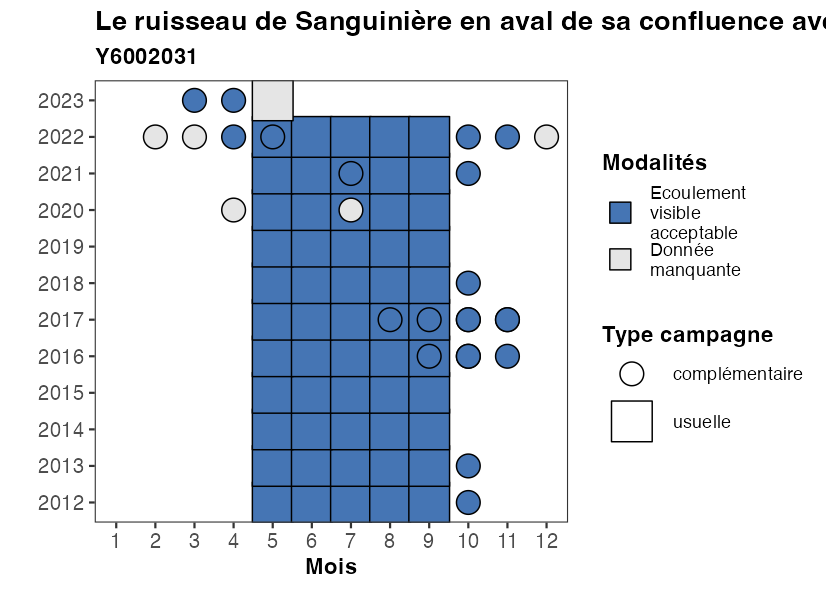 Le ruisseau de Sanguinière en aval de sa confluence ave
Y6002031
2023
2022
2021
2020
2019
2018
2017
2016
2015
2014
2013
2012
1 2 3 4 5 6 7 8 9 10 11 12
Mois
Modalités
Ecoulement
visible
acceptable
Donnée
manquante
Type campagne
complémentaire
usuelle